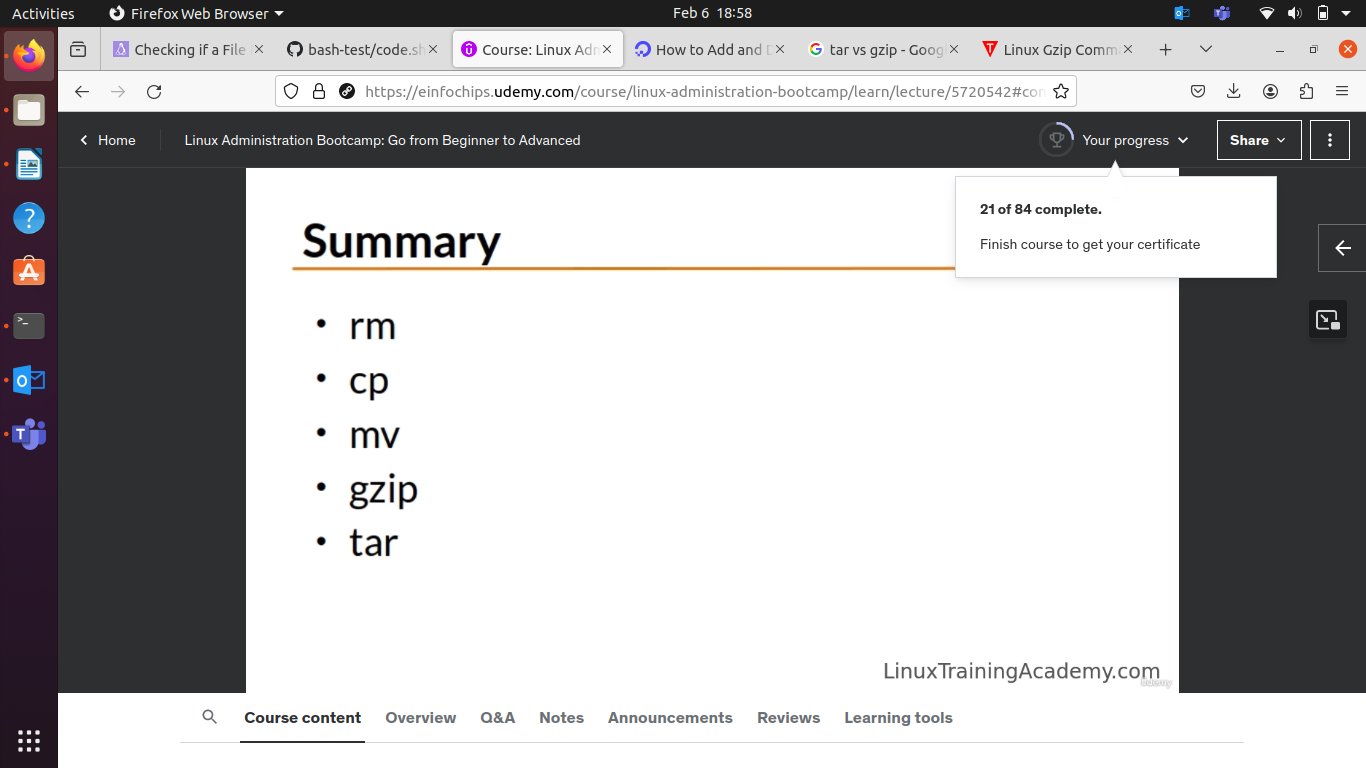 Activities Firefox Web Browser Feb 6 18:58
Checking if a File Course: Linux Adm How to Add and D tar vs gzip - Goog Linux Gzip Comm
bash-test/code.sh
https://einfochips.udemy.com/course/linux-administration-bootcamp/learn/lecture/5720542#con
Home Linux Administration Bootcamp: Go from Beginner to Advanced Your progress Share
21 of 84 complete.
Finish course to get your certificate
Summary
• rm
• cp
• mv
• gzip
• tar
LinuxTrainingAcademy.com
Udemy
Course content Overview Q&A Notes Announcements Reviews Learning tools